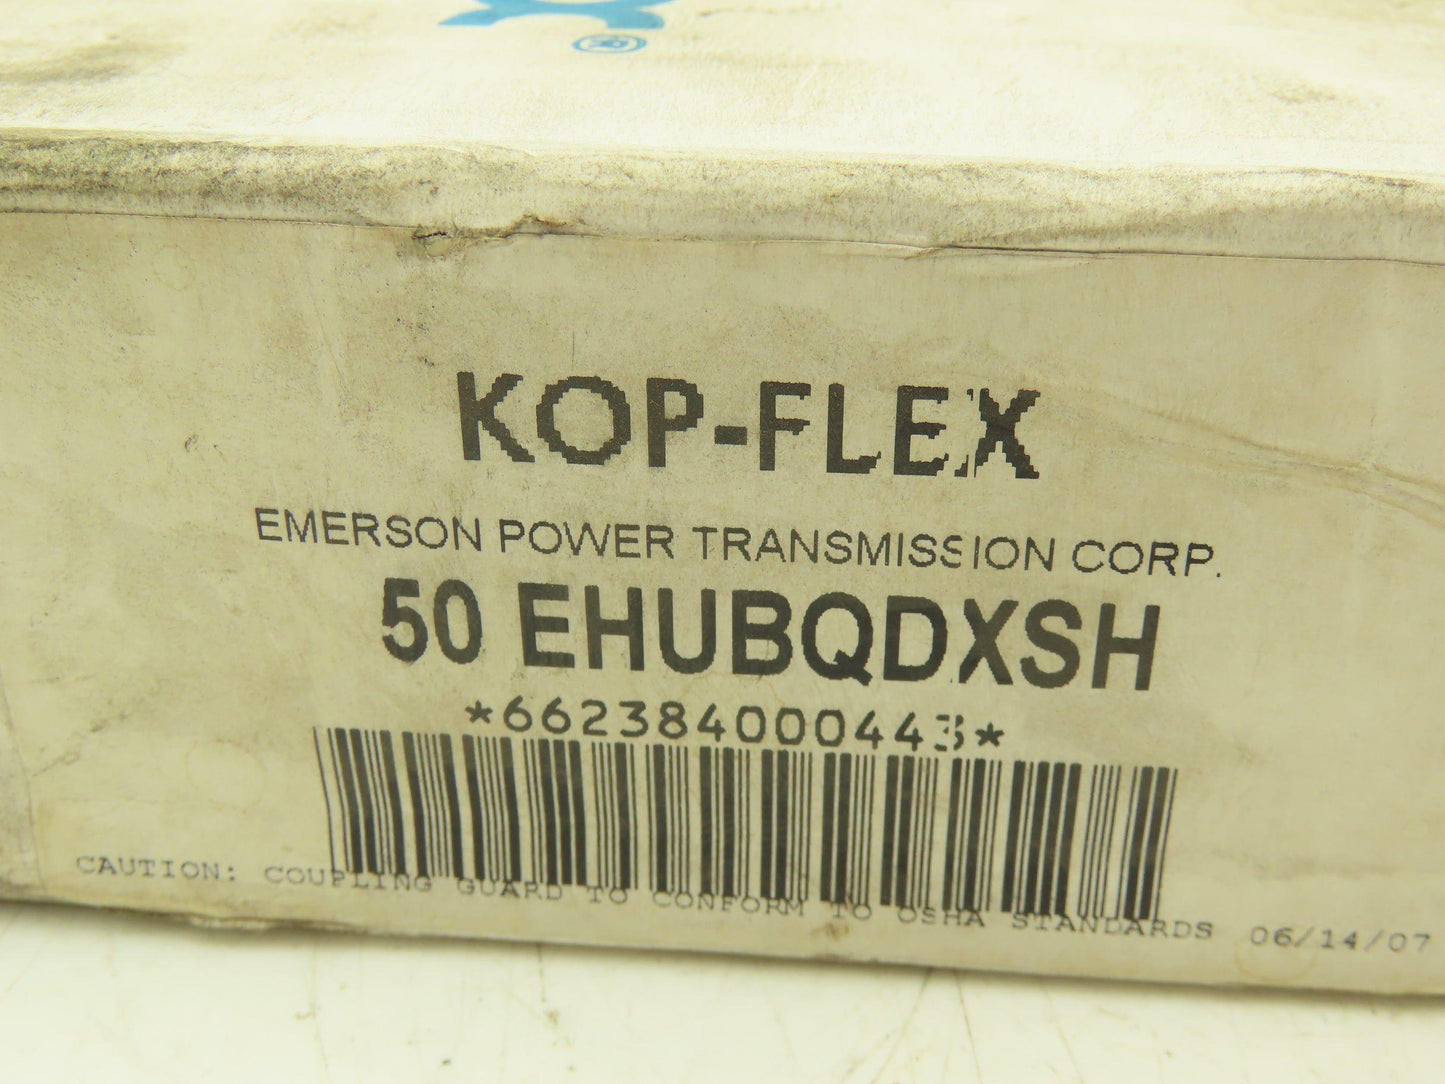 ®
KOP-FLEX
EMERSON POWER TRANSMISSION CORP.
50 EHUBQDXSH
*662384000443*
CAUTION: COUPLING GUARD TO CONFORM TO OSHA STANDARDS 06/14/07